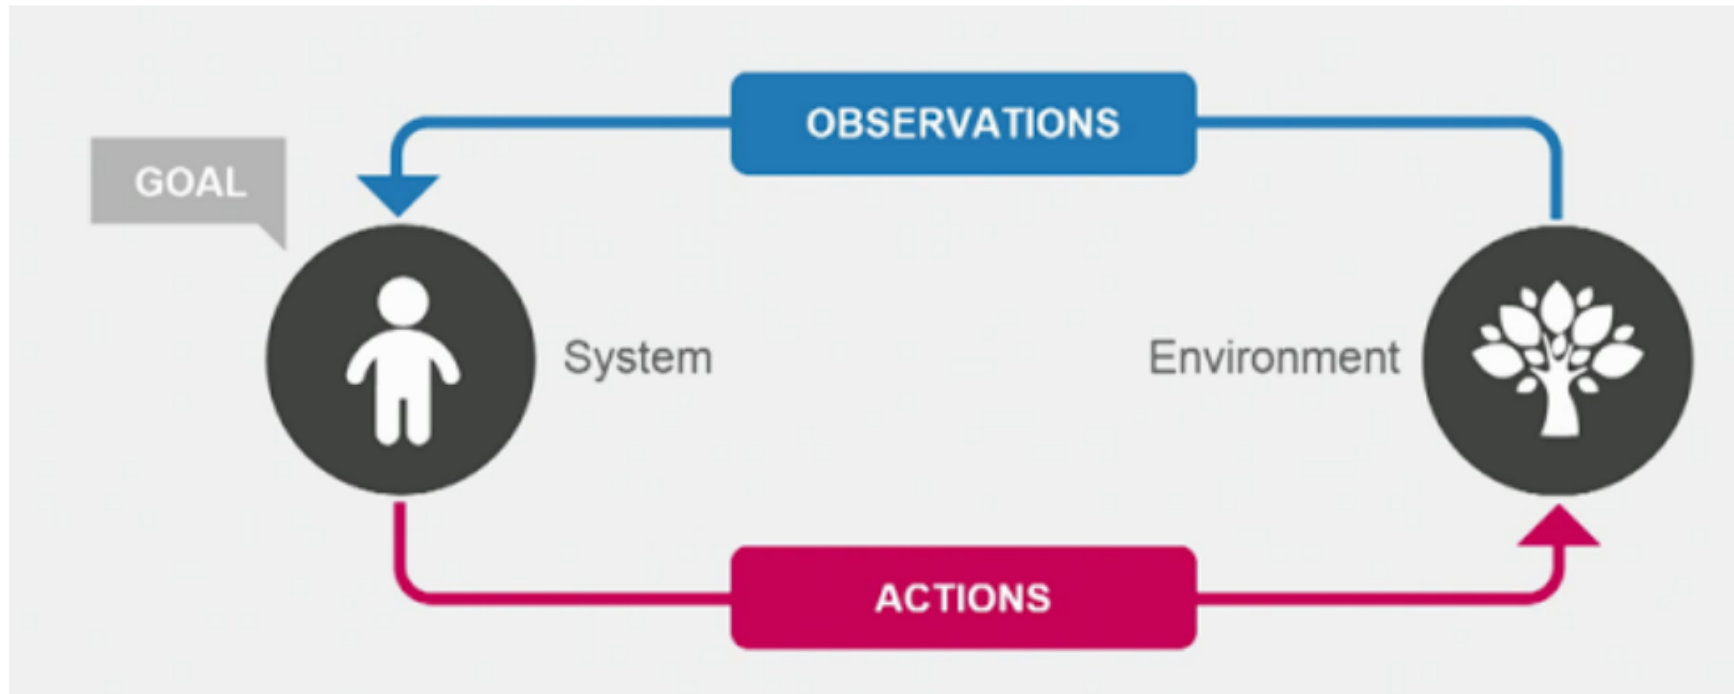 OBSERVATIONS
GOAL
System
Environment
ACTIONS